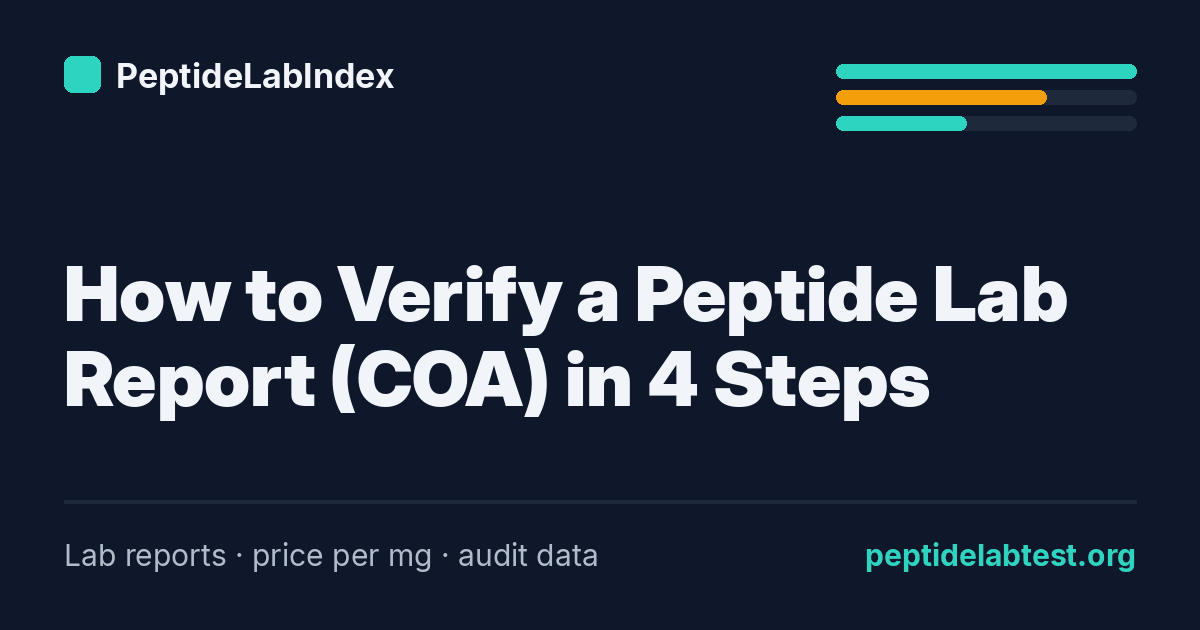 PeptideLabIndex
How to Verify a Peptide Lab
Report (COA) in 4 Steps
Lab reports · price per mg · audit data
peptidelabtest.org